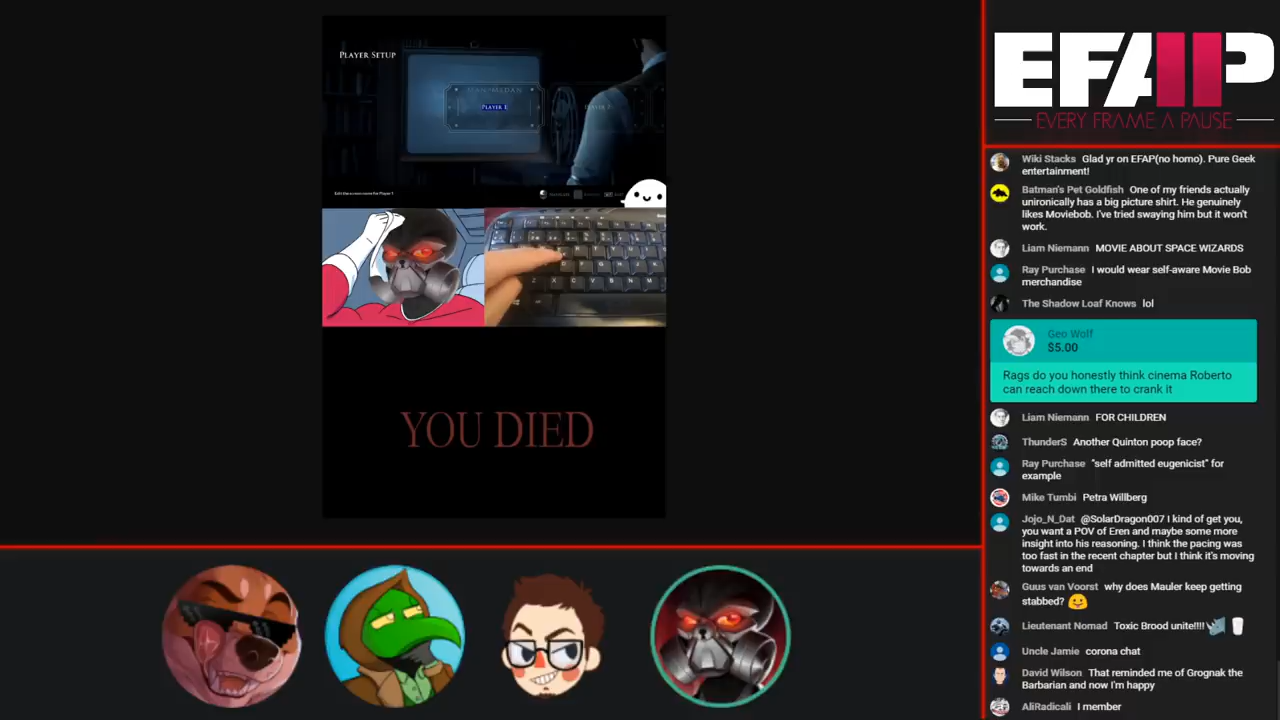 PLAYER SETUP
MAN OF MEDAN
PLAYER 1
YOU DIED
EFAP
EVERY FRAME A PAUSE
Wiki Stacks Glad yr on EFAP(no homo). Pure Geek
entertainment!
Batman's Pet Goldfish One of my friends actually
unironically has a big picture shirt. He genuinely
likes Moviebob. I've tried swaying him but it won't
work.
Liam Niemann MOVIE ABOUT SPACE WIZARDS
Ray Purchase I would wear self-aware Movie Bob
merchandise
The Shadow Loaf Knows lol
Geo Wolf
$5.00
Rags do you honestly think cinema Roberto
can reach down there to crank it
Liam Niemann FOR CHILDREN
ThunderS Another Quinton poop face?
Ray Purchase "self admitted eugenicist" for
example
Mike Tumbi Petra Willberg
Jojo_N_Dat @SolarDragon007 I kind of get you,
you want a POV of Eren and maybe some more
insight into his reasoning. I think the pacing was
too fast in the recent chapter but I think it's moving
towards an end
Guus van Voorst why does Mauler keep getting
stabbed?
Lieutenant Nomad Toxic Brood unite!!!!
Uncle Jamie corona chat
David Wilson That reminded me of Grognak the
Barbarian and now I'm happy
AliRadicali I member